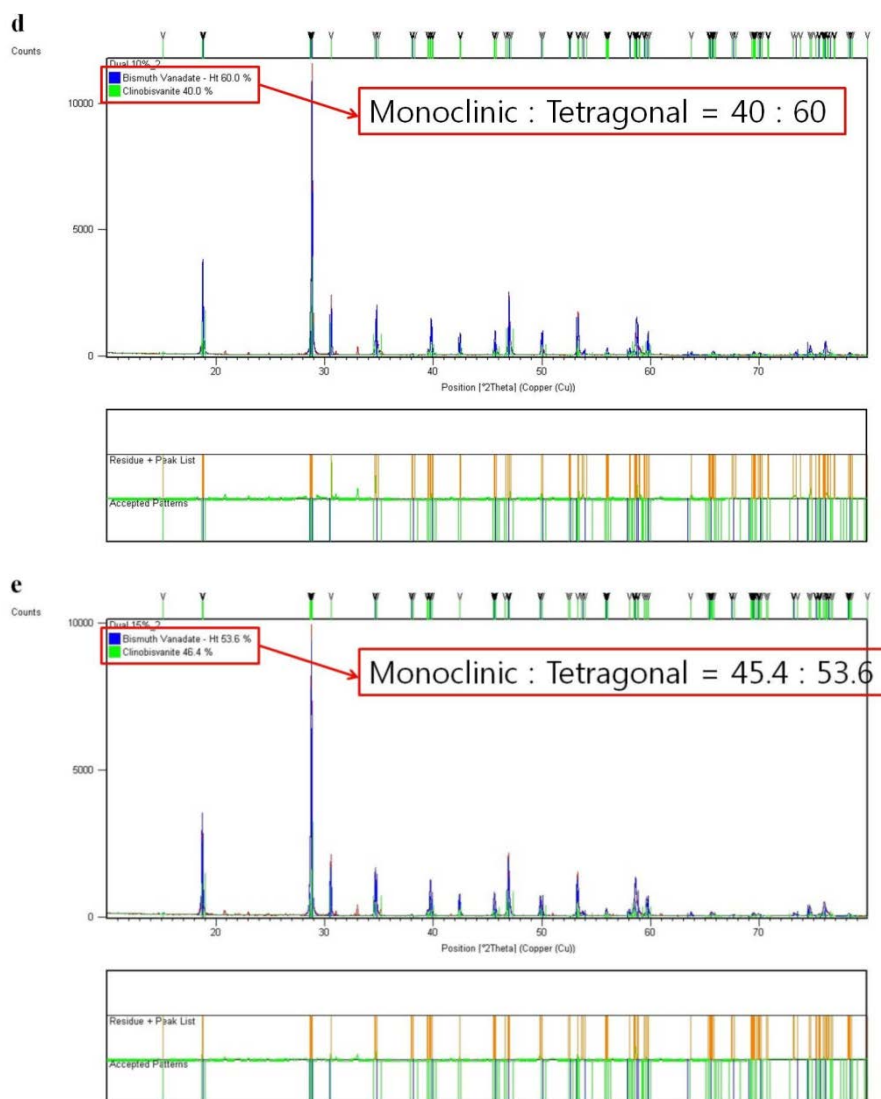 d
Counts
Dual 10%_2
Bismuth Vanadate - Ht 60.0 %
Clinobisvanite 40.0 %
Monoclinic : Tetragonal = 40 : 60
10000
5000
0
20 30 40 50 60 70
Position [°2Theta] (Copper (Cu))
Residue + Peak List
Accepted Patterns
e
Counts
10000
Dual 15%_2
Bismuth Vanadate - Ht 53.6 %
Clinobisvanite 46.4 %
Monoclinic : Tetragonal = 45.4 : 53.6
5000
0
20 30 40 50 60 70
Position [°2Theta] (Copper (Cu))
Residue + Peak List
Accepted Patterns